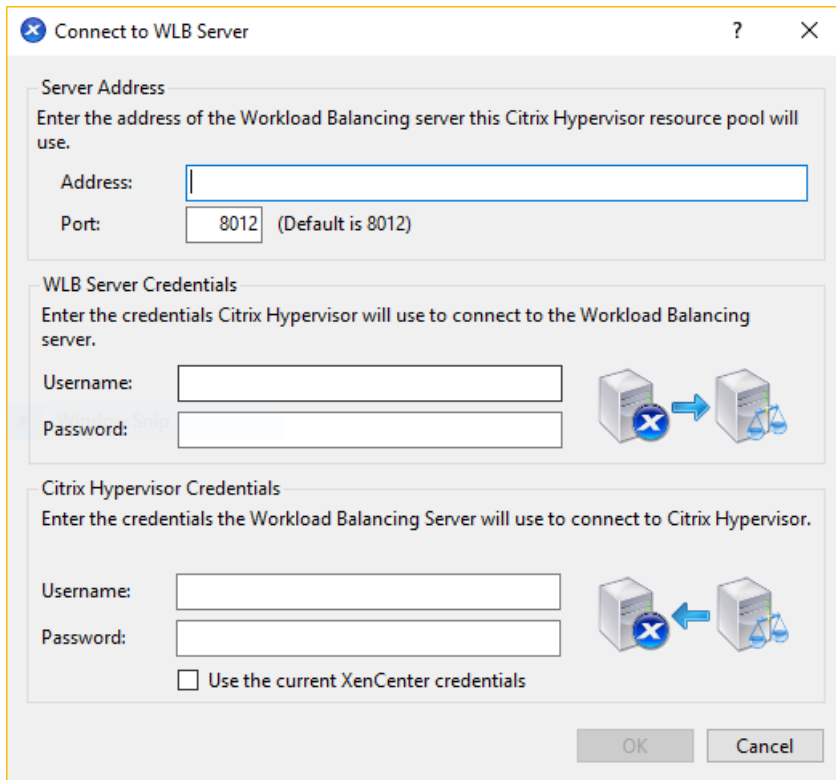 Connect to WLB Server
Server Address
Enter the address of the Workload Balancing server this Citrix Hypervisor resource pool will
use.
Address:
Port: 8012 (Default is 8012)
WLB Server Credentials
Enter the credentials Citrix Hypervisor will use to connect to the Workload Balancing
server.
Username:
Window Snip
Password:
Citrix Hypervisor Credentials
Enter the credentials the Workload Balancing Server will use to connect to Citrix Hypervisor.
Username:
Password:
Use the current XenCenter credentials
OK Cancel